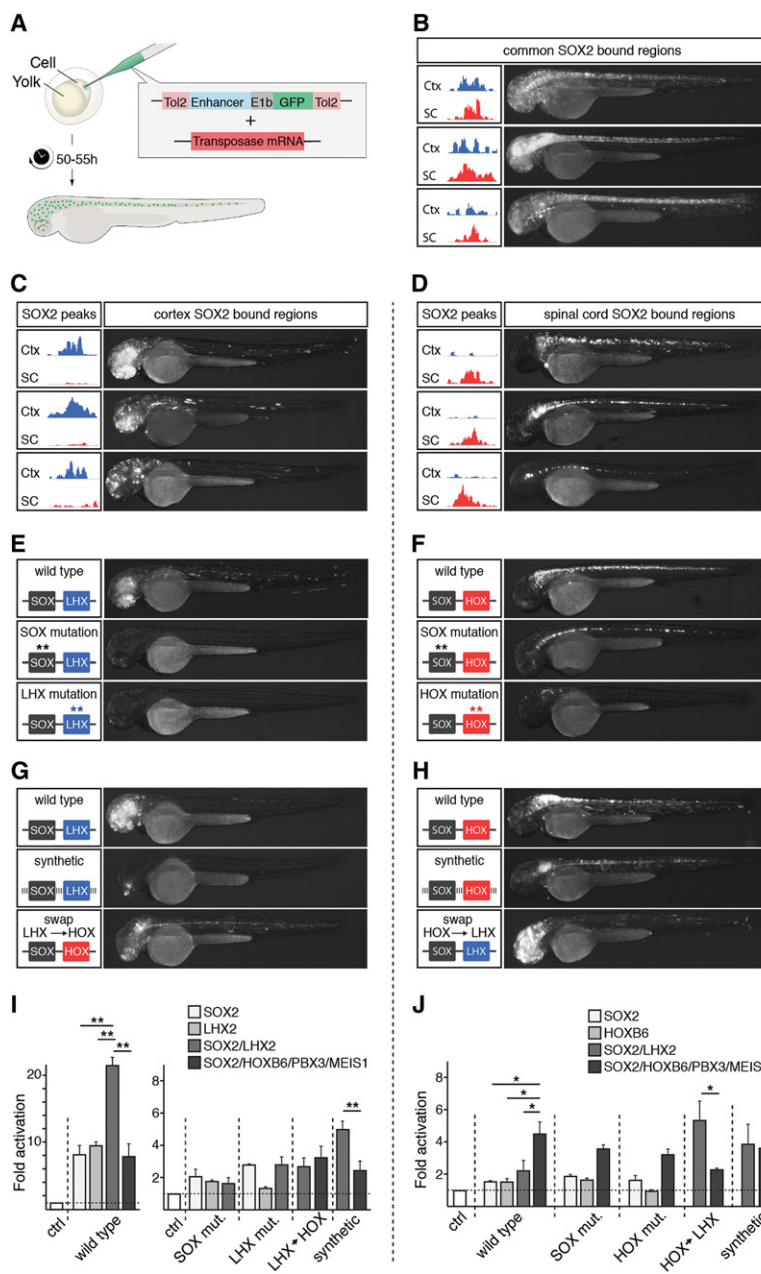 A
Cell
Yolk
50-55h
Tol2 Enhancer E1b GFP Tol2
+
Transposase mRNA
B
common SOX2 bound regions
Ctx
SC
Ctx
SC
Ctx
SC
C
SOX2 peaks
cortex SOX2 bound regions
Ctx
SC
Ctx
SC
Ctx
SC
D
SOX2 peaks
spinal cord SOX2 bound regions
Ctx
SC
Ctx
SC
Ctx
SC
E
wild type
SOX LHX
SOX mutation
**
SOX LHX
LHX mutation
**
SOX LHX
F
wild type
SOX HOX
SOX mutation
**
SOX HOX
HOX mutation
**
SOX HOX
G
wild type
SOX LHX
synthetic
SOX LHX
swap
LHX → HOX
SOX HOX
H
wild type
SOX HOX
synthetic
SOX HOX
swap
HOX → LHX
SOX LHX
I
SOX2
LHX2
SOX2/LHX2
SOX2/HOXB6/PBX3/MEIS1
Fold activation
20
10
**
**
**
ctrl
wild type
8
6
4
2
**
ctrl
SOX mut.
LHX mut.
LHX → HOX
synthetic
J
SOX2
HOXB6
SOX2/LHX2
SOX2/HOXB6/PBX3/MEIS
Fold activation
8
6
4
2
*
*
*
*
ctrl
wild type
SOX mut.
HOX mut.
HOX → LHX
synthetic